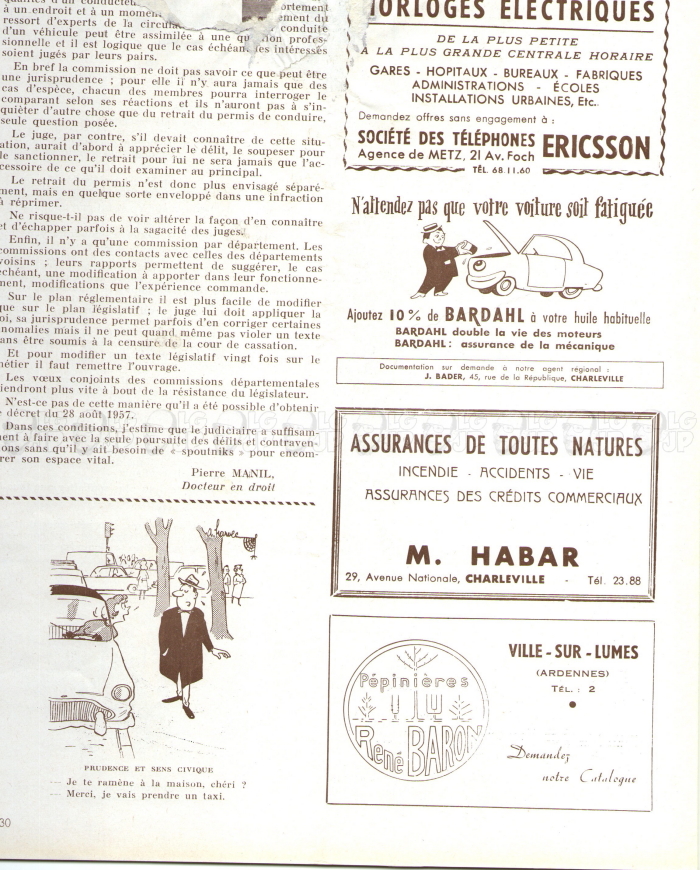 qualités d'un conducteur
à un endroit et à un moment
ressort d'experts de la
d'un véhicule peut être assimilée à une profes-
sionnelle et il est logique que le cas échéant les intéressés
soient jugés par leurs pairs.
En bref la commission ne doit pas savoir ce que peut être
une jurisprudence ; pour elle il n'y aura jamais que des
cas d'espèce, chacun des membres pourra interroger le
comparant selon ses réactions et ils n'auront pas à s'in-
quiéter d'autre chose que du retrait du permis de conduire,
seule question posée.
Le juge, par contre, s'il devait connaître de cette situ-
ation, aurait d'abord à apprécier le délit, le soupeser pour
le sanctionner, le retrait pour lui ne sera jamais que l'ac-
cessoire de ce qu'il doit examiner au principal.
Le retrait du permis n'est donc plus envisagé séparé-
ment, mais en quelque sorte enveloppé dans une infraction
à réprimer.
Ne risque-t-il pas de voir altérer la façon d'en connaître
et d'échapper parfois à la sagacité des juges.
Enfin, il n'y a qu'une commission par département. Les
commissions ont des contacts avec celles des départements
voisins ; leurs rapports permettent de suggérer, le cas
échéant, une modification à apporter dans leur fonctionne-
ment, modifications que l'expérience commande.
Sur le plan réglementaire il est plus facile de modifier
que sur le plan législatif ; le juge lui doit appliquer la
loi, sa jurisprudence permet parfois d'en corriger certaines
anomalies mais il ne peut quand même pas violer un texte
sans être soumis à la censure de la cour de cassation.
Et pour modifier un texte législatif vingt fois sur le
métier il faut remettre l'ouvrage.
Les vœux conjoints des commissions départementales
viendront plus vite à bout de la résistance du législateur.
N'est-ce pas de cette manière qu'il a été possible d'obtenir
le décret du 28 août 1957.
Dans ces conditions, j'estime que le judiciaire a suffisam-
ment à faire avec la seule poursuite des délits et contraven-
tions sans qu'il y ait besoin de « spoutniks » pour encom-
brer son espace vital.
Pierre MANIL,
Docteur en droit
PRUDENCE ET SENS CIVIQUE
— Je te ramène à la maison, chéri ?
— Merci, je vais prendre un taxi.
30
HORLOGES ÉLECTRIQUES
DE LA PLUS PETITE
A LA PLUS GRANDE CENTRALE HORAIRE
GARES - HOPITAUX - BUREAUX - FABRIQUES
ADMINISTRATIONS - ÉCOLES
INSTALLATIONS URBAINES, Etc..
Demandez offres sans engagement à :
SOCIÉTÉ DES TÉLÉPHONES ERICSSON
Agence de METZ, 21 Av. Foch
TÉL. 68.11.60
N'attendez pas que votre voiture soit fatiguée
Ajoutez 10 % de BARDAHL à votre huile habituelle
BARDAHL double la vie des moteurs
BARDAHL : assurance de la mécanique
Documentation sur demande à notre agent régional :
J. BADER, 45, rue de la République, CHARLEVILLE
ASSURANCES DE TOUTES NATURES
INCENDIE - ACCIDENTS - VIE
ASSURANCES DES CRÉDITS COMMERCIAUX
M. HABAR
29, Avenue Nationale, CHARLEVILLE - Tél. 23.88
Pépinières
LU
René BARON
VILLE-SUR-LUMES
(ARDENNES)
TÉL. : 2
Demandez
notre Catalogue